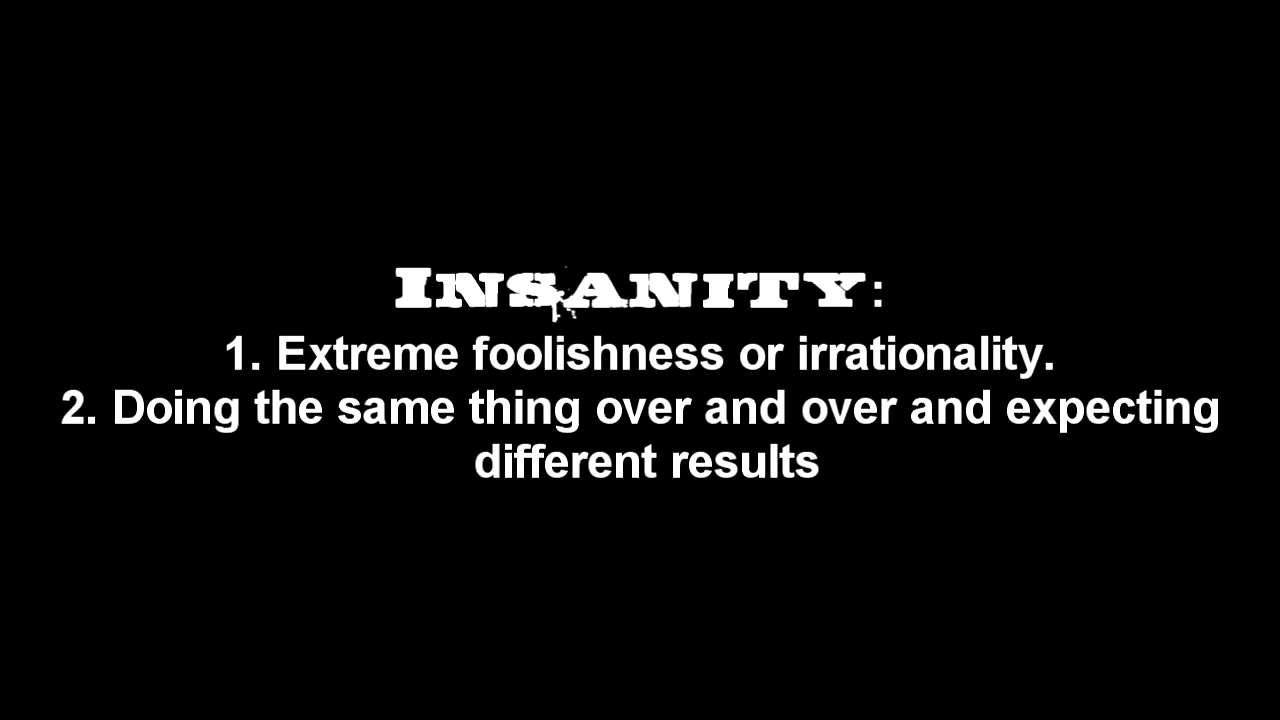 INSANITY:
1. Extreme foolishness or irrationality.
2. Doing the same thing over and over and expecting
different results